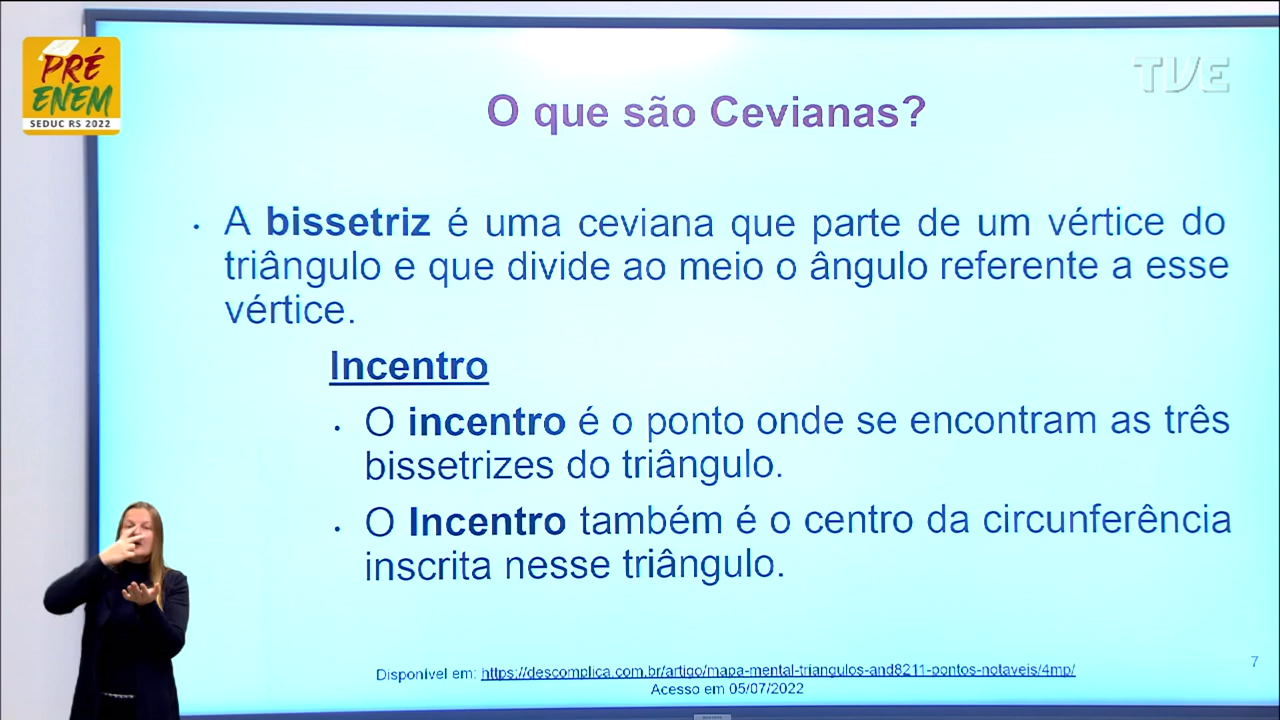 PRÉ
ENEM
SEDUC RS 2022
TVE
O que são Cevianas?
• A bissetriz é uma ceviana que parte de um vértice do
triângulo e que divide ao meio o ângulo referente a esse
vértice.
Incentro
• O incentro é o ponto onde se encontram as três
bissetrizes do triângulo.
• O Incentro também é o centro da circunferência
inscrita nesse triângulo.
Disponível em: https://descomplica.com.br/artigo/mapa-mental-triangulos-and8211-pontos-notaveis/4mp/
Acesso em 05/07/2022
7